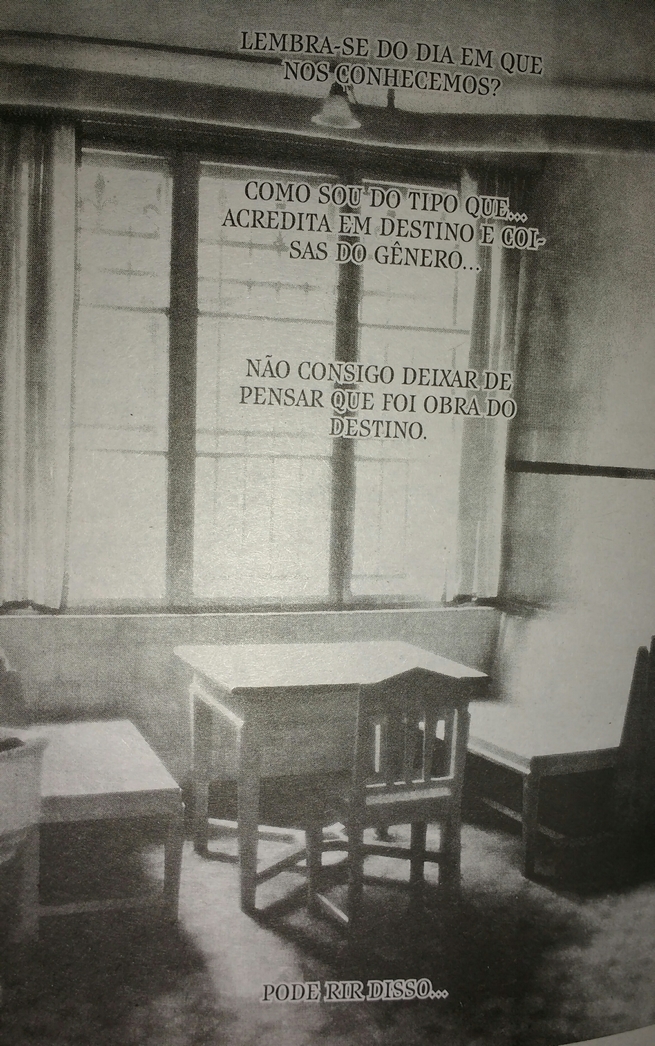 LEMBRA-SE DO DIA EM QUE
NOS CONHECEMOS?
COMO SOU DO TIPO QUE...
ACREDITA EM DESTINO E COI-
SAS DO GÊNERO...
NÃO CONSIGO DEIXAR DE
PENSAR QUE FOI OBRA DO
DESTINO.
PODE RIR DISSO...